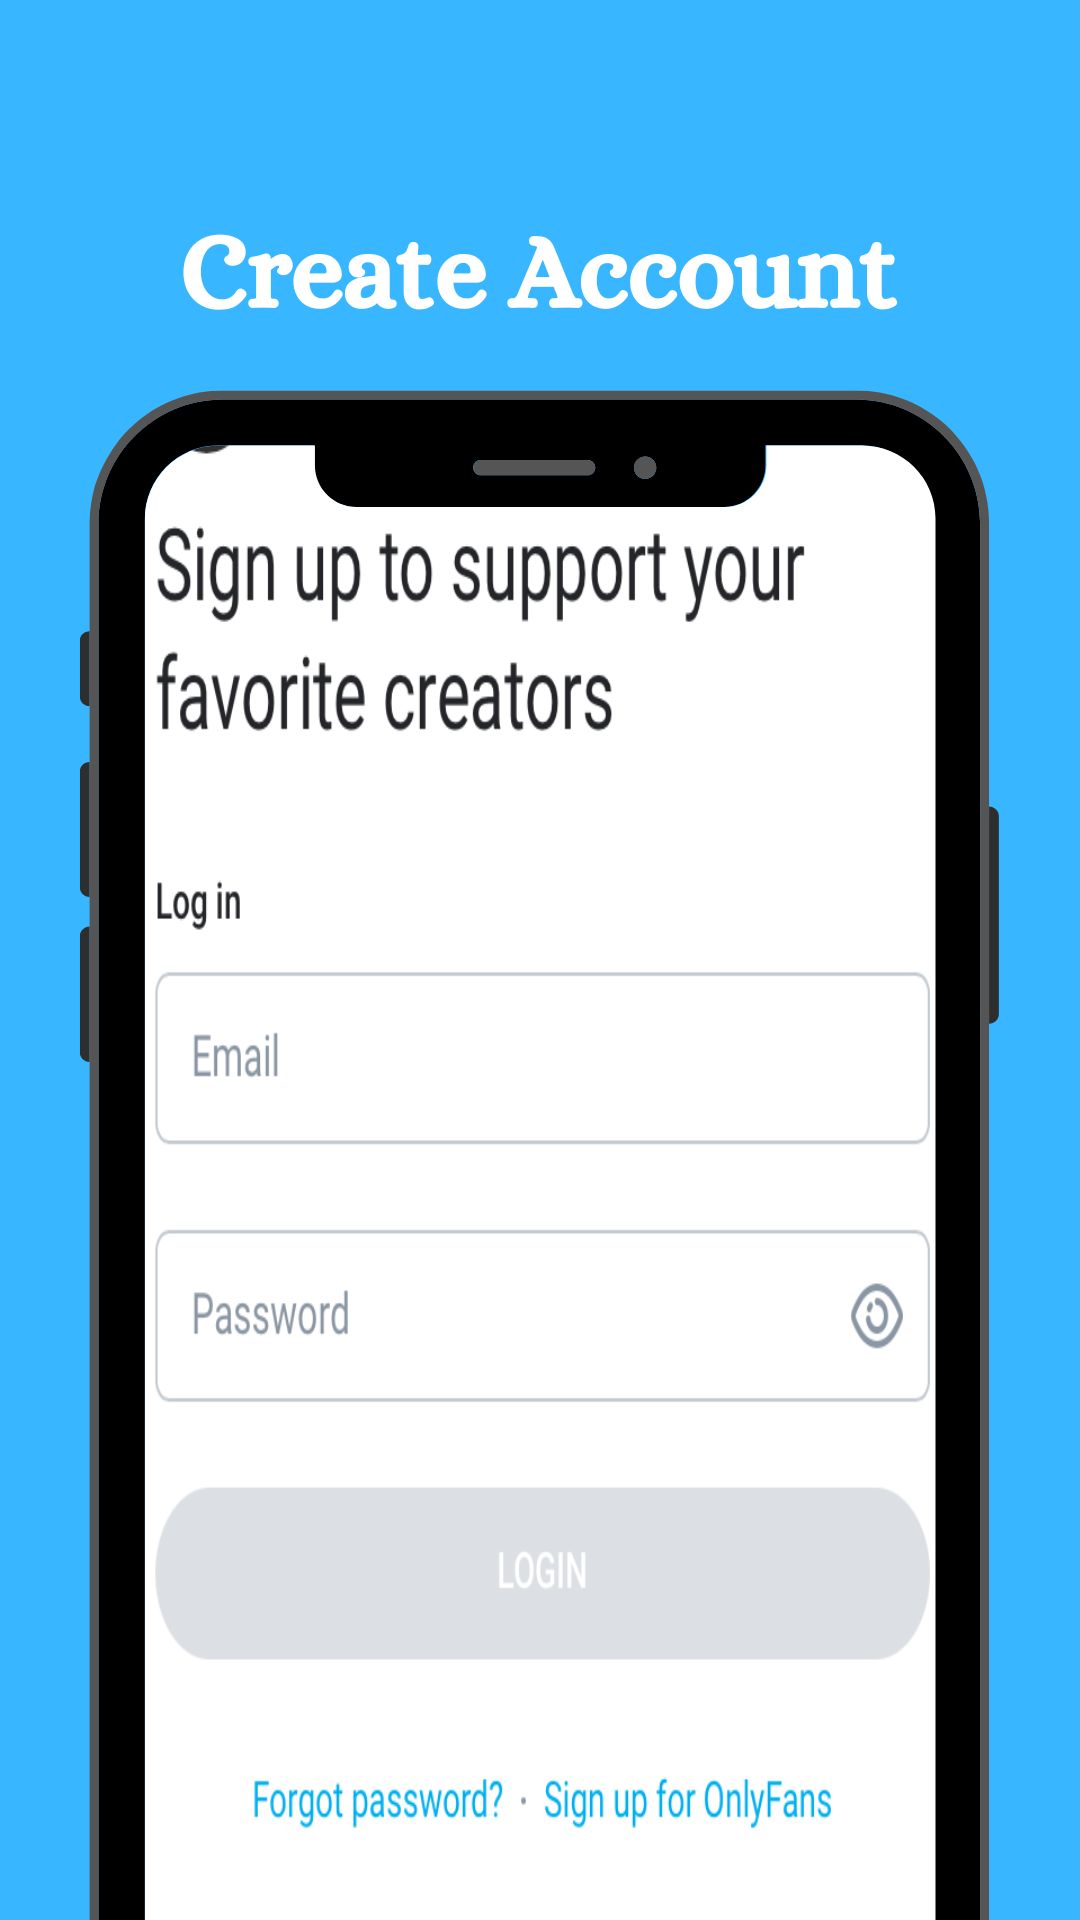 Create Account
Sign up to support your
favorite creators
Log in
Email
Password
LOGIN
Forgot password? · Sign up for OnlyFans